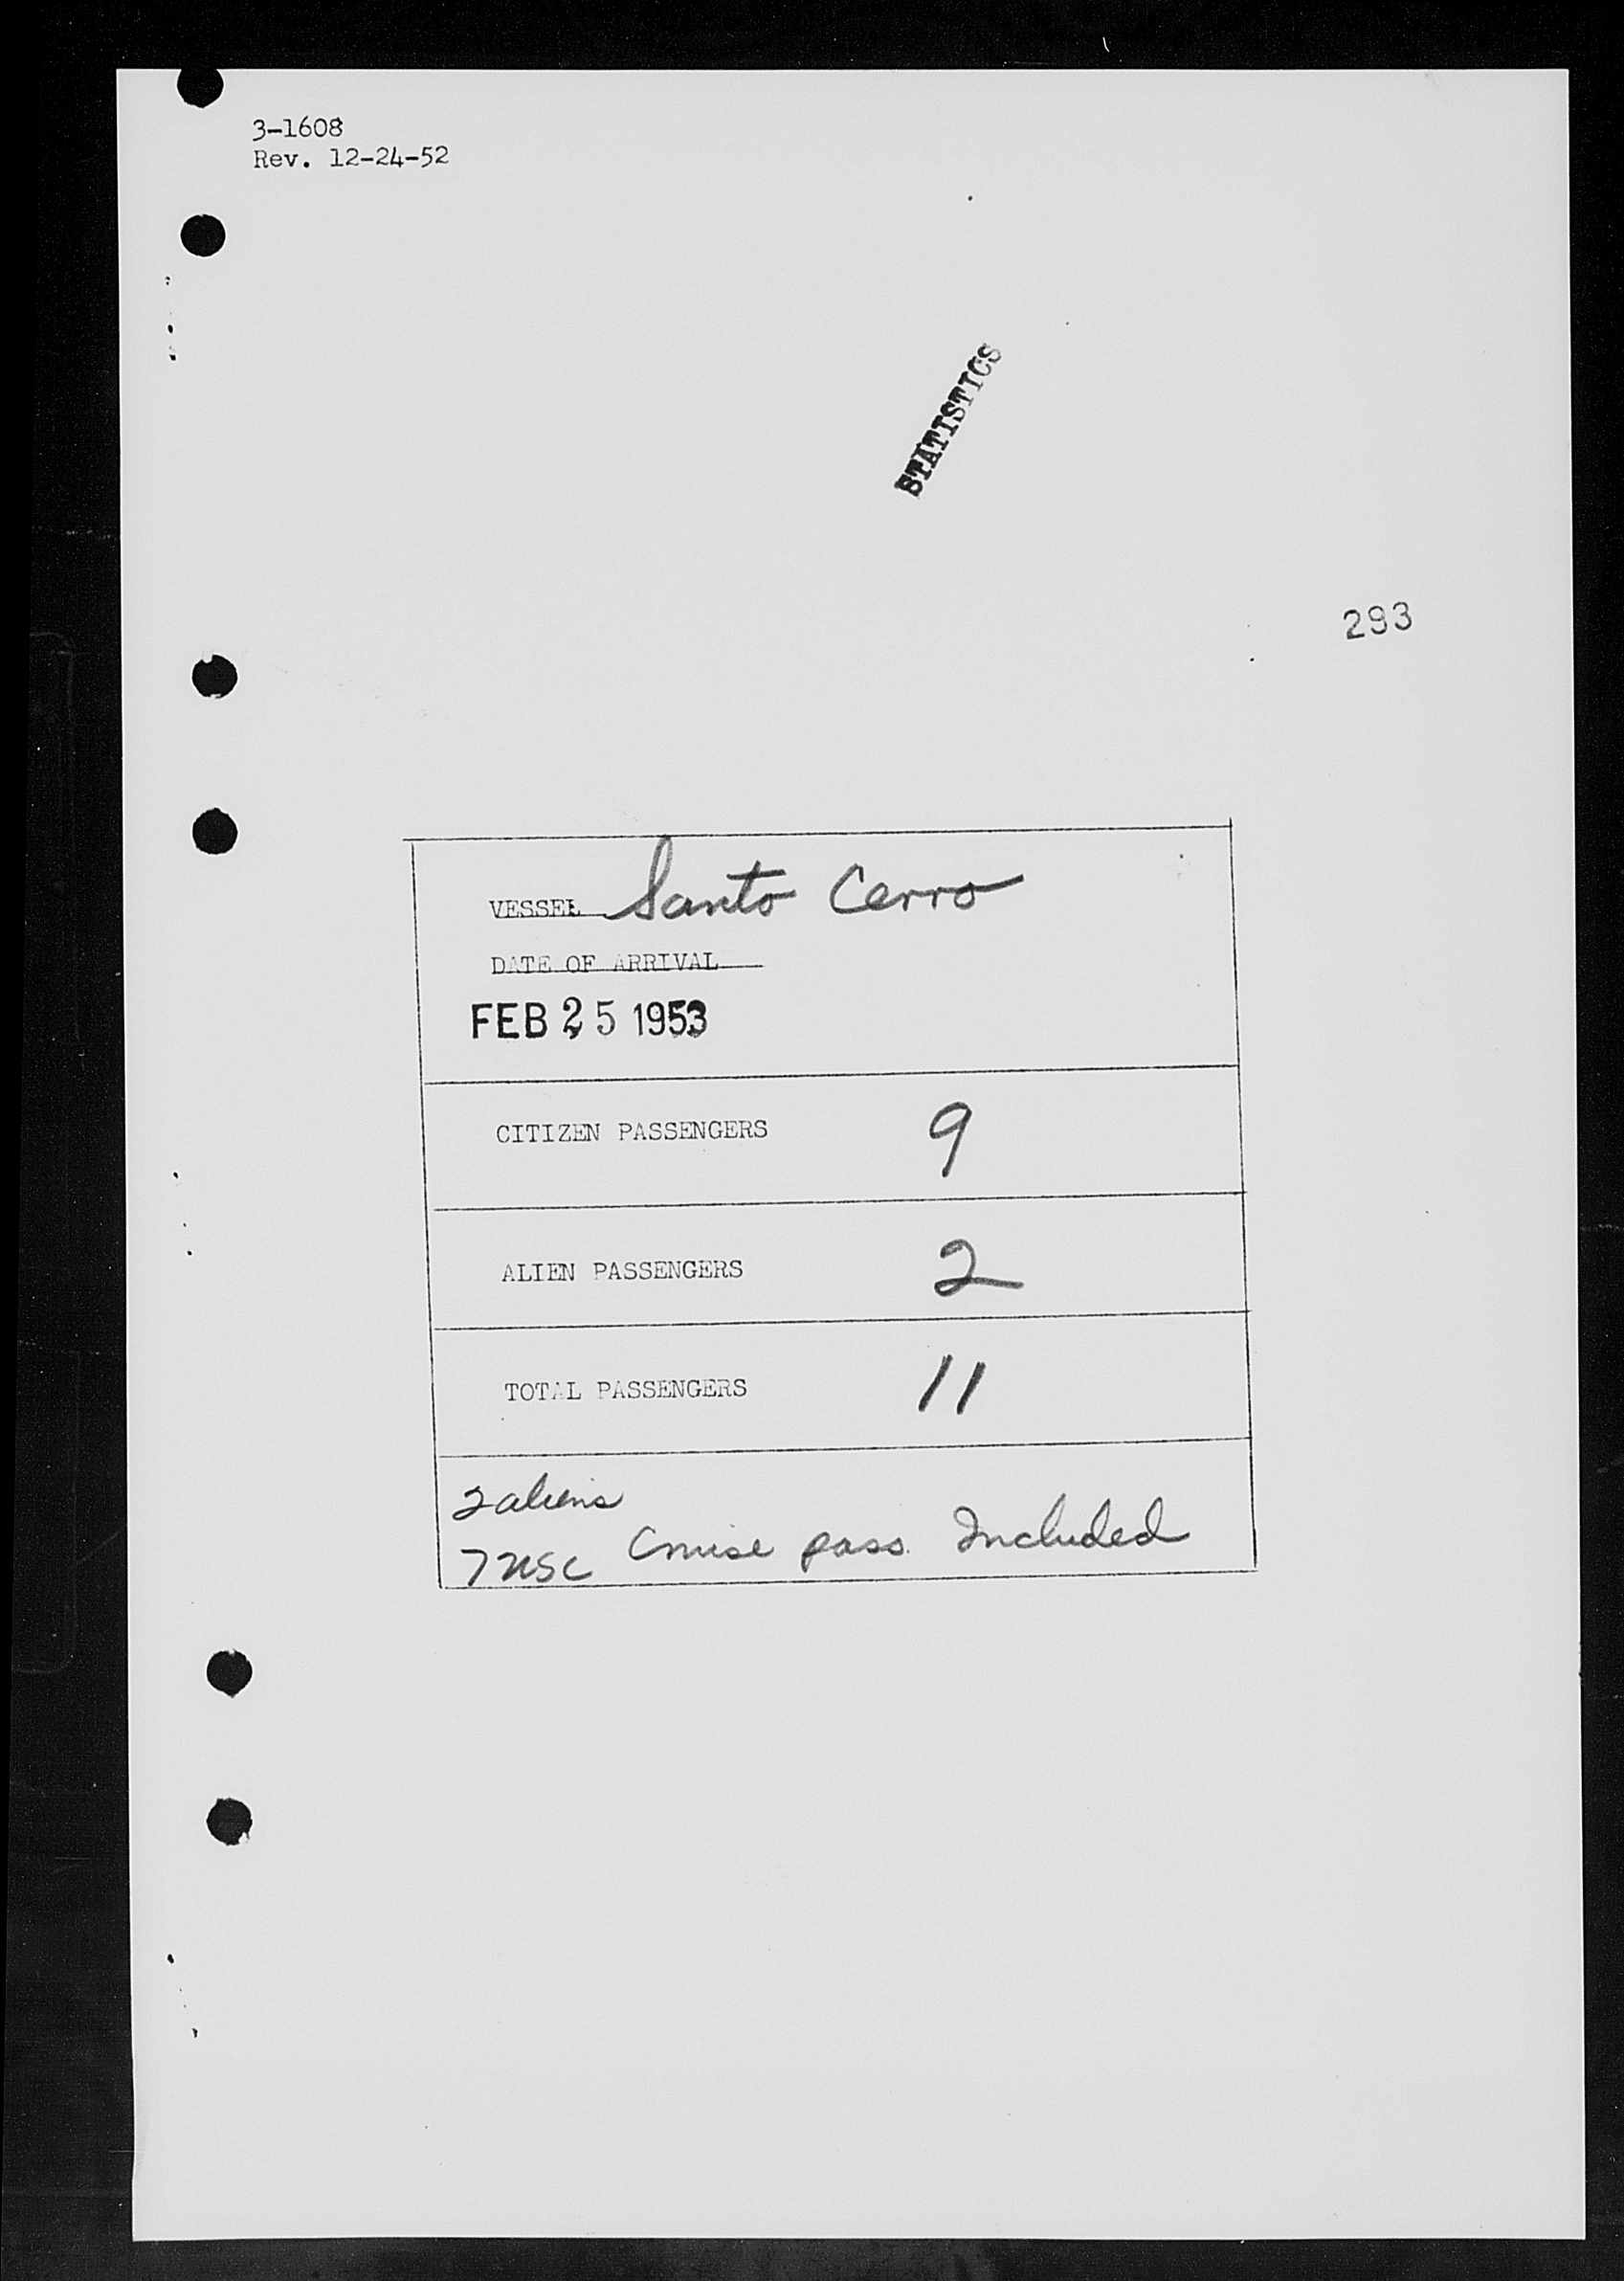 3-1608
Rev. 12-24-52
STATISTICS
293
VESSEL Santo Cerro
DATE OF ARRIVAL
FEB 25 1953
CITIZEN PASSENGERS 9
ALIEN PASSENGERS 2
TOTAL PASSENGERS 11
2 aliens
7 USC Cruise pass. Included